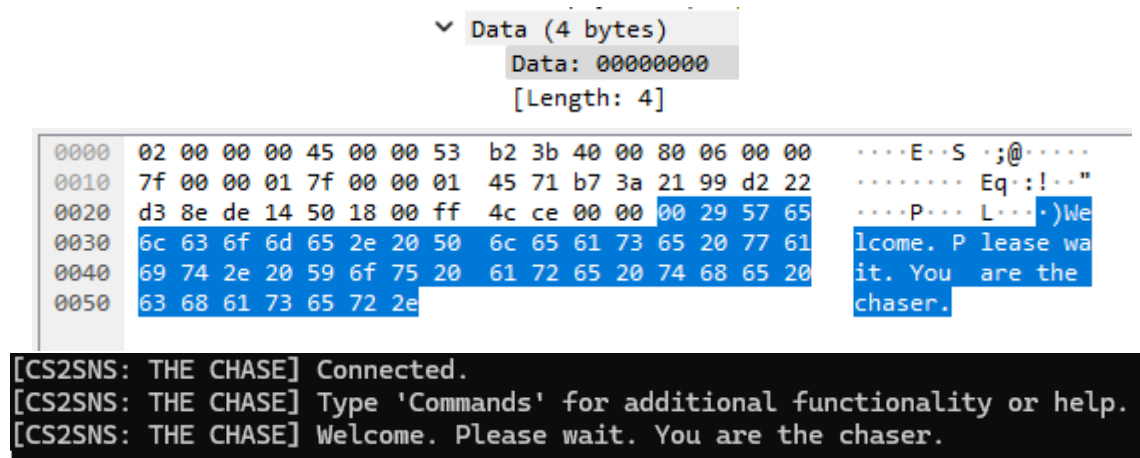 Data (4 bytes)
Data: 00000000
[Length: 4]
0000 02 00 00 00 45 00 00 53 b2 3b 40 00 80 06 00 00 ····E··S ·;@·····
0010 7f 00 00 01 7f 00 00 01 45 71 b7 3a 21 99 d2 22 ········ Eq·:!··"
0020 d3 8e de 14 50 18 00 ff 4c ce 00 00 00 29 57 65 ····P··· L····)We
0030 6c 63 6f 6d 65 2e 20 50 6c 65 61 73 65 20 77 61 lcome. P lease wa
0040 69 74 2e 20 59 6f 75 20 61 72 65 20 74 68 65 20 it. You are the
0050 63 68 61 73 65 72 2e chaser.
[CS2SNS: THE CHASE] Connected.
[CS2SNS: THE CHASE] Type 'Commands' for additional functionality or help.
[CS2SNS: THE CHASE] Welcome. Please wait. You are the chaser.